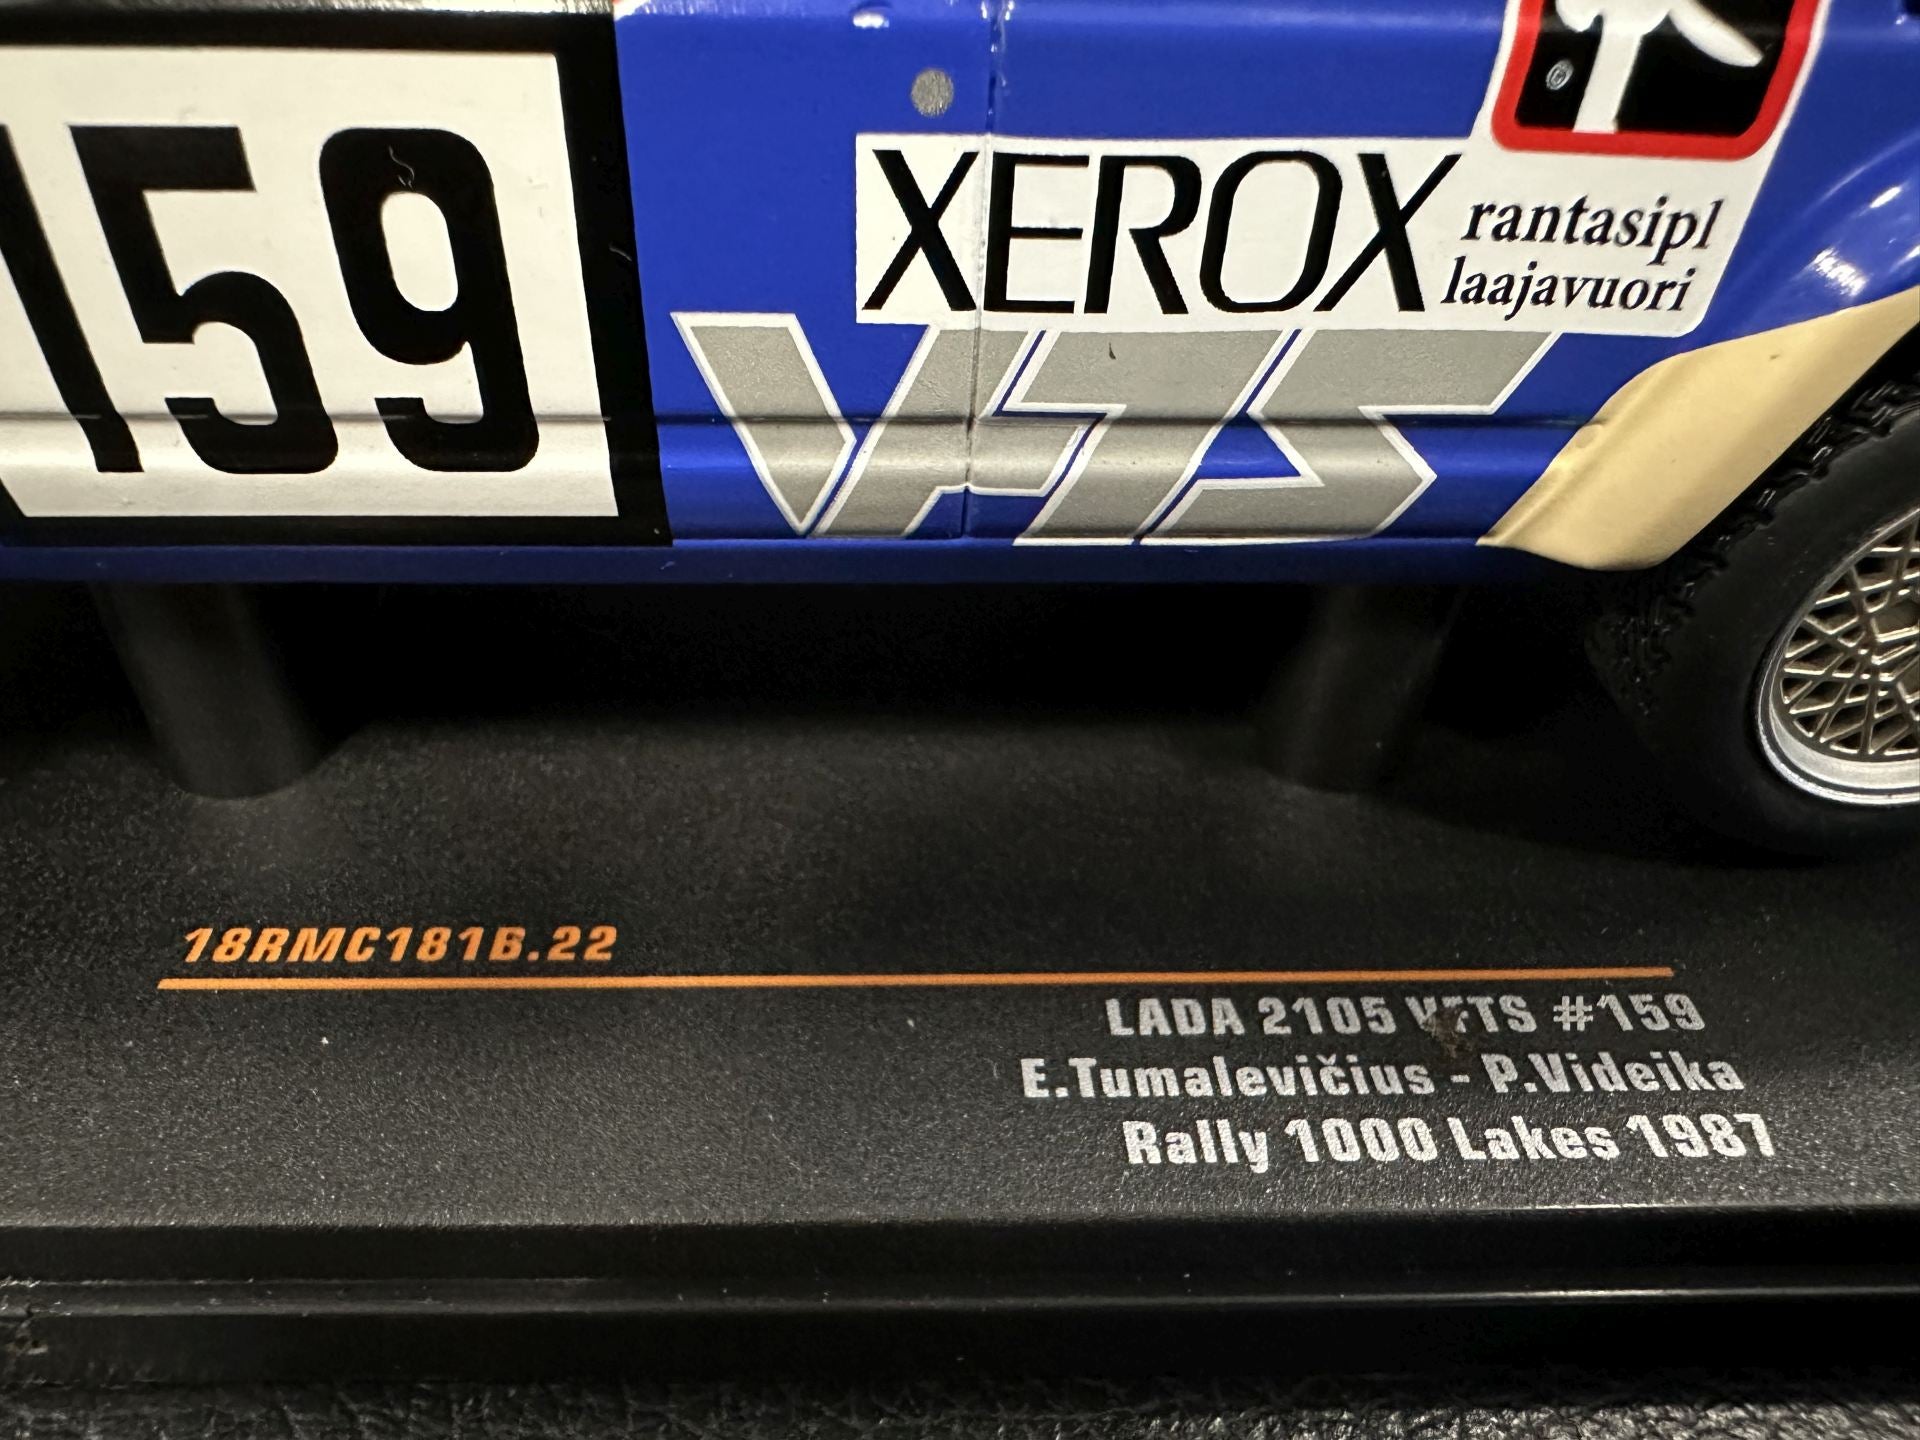 159
XEROX
rantasipl
laajavuori
VFTS
18RMC181B.22
LADA 2105 VFTS #159
E.Tumalevičius - P.Videika
Rally 1000 Lakes 1987